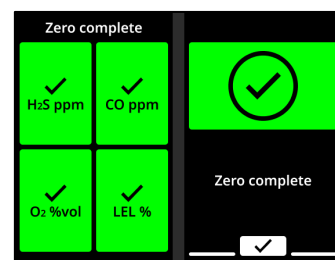 Zero complete
H2S ppm
CO ppm
O2 %vol
LEL %
Zero complete